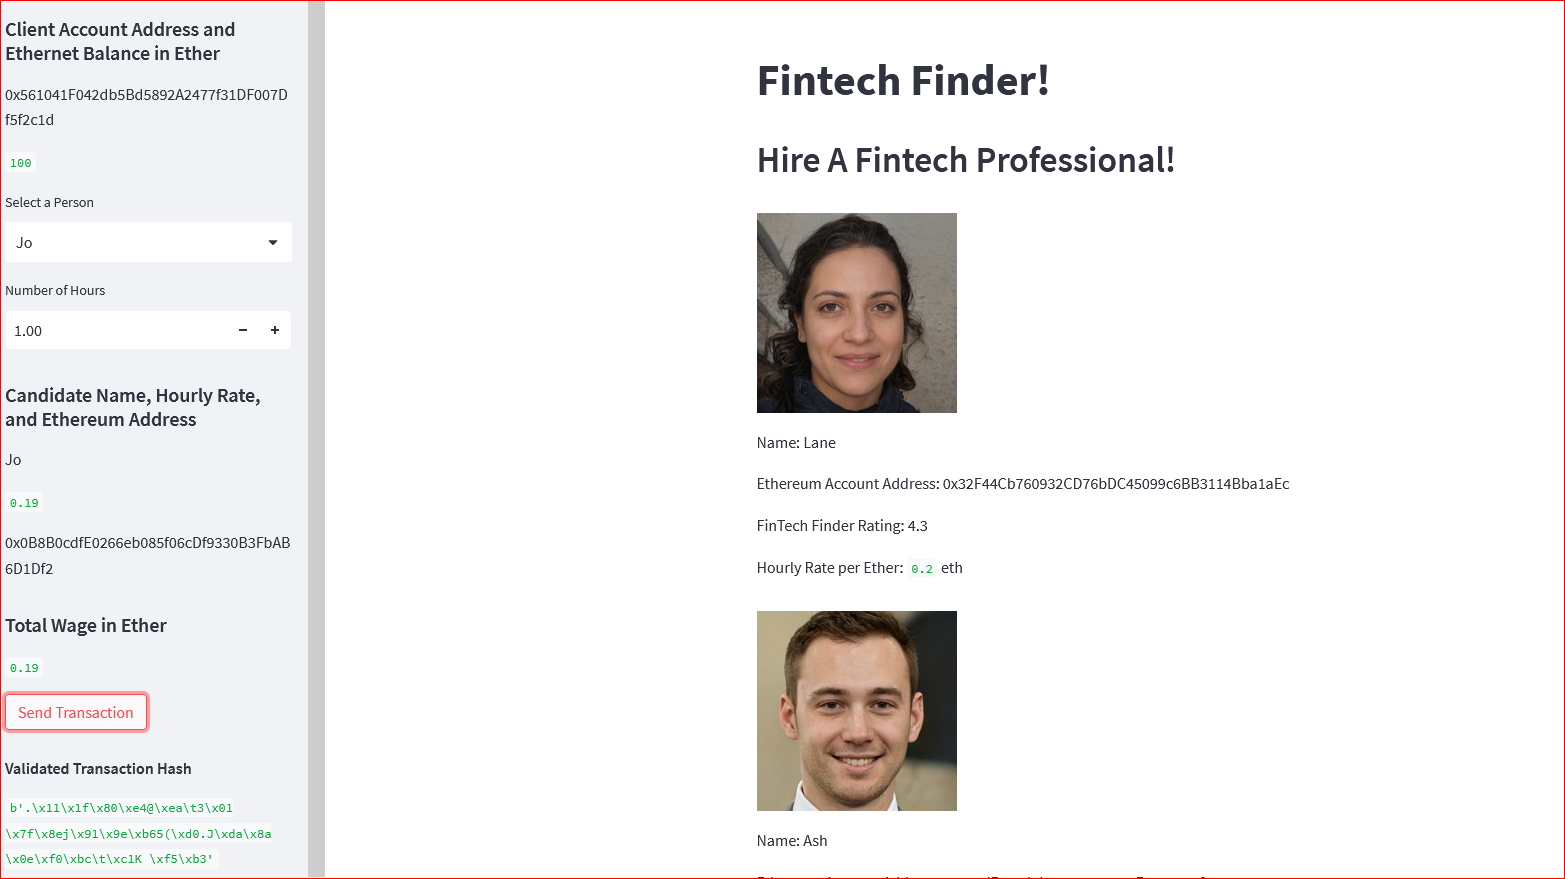 Client Account Address and
Ethernet Balance in Ether
0x561041F042db5Bd5892A2477f31DF007D
f5f2c1d
100
Select a Person
Jo
Number of Hours
1.00
Candidate Name, Hourly Rate,
and Ethereum Address
Jo
0.19
0x0B8B0cdfE0266eb085f06cDf9330B3FbAB
6D1Df2
Total Wage in Ether
0.19
Send Transaction
Validated Transaction Hash
b'.\x11\x1f\x80\xe4@\xea\t3\x01
\x7f\x8ej\x91\x9e\xb65(\xd0.J\xda\x8a
\x0e\xf0\xbc\t\xc1K \xf5\xb3'
Fintech Finder!
Hire A Fintech Professional!
Name: Lane
Ethereum Account Address: 0x32F44Cb760932CD76bDC45099c6BB3114Bba1aEc
FinTech Finder Rating: 4.3
Hourly Rate per Ether: 0.2 eth
Name: Ash